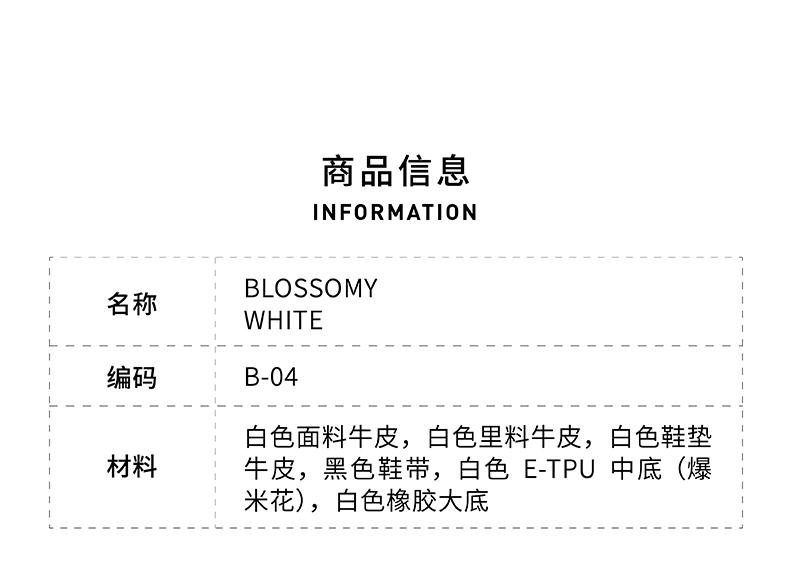 商品信息
INFORMATION
名称
BLOSSOMY
WHITE
编码
B-04
材料
白色面料牛皮，白色里料牛皮，白色鞋垫
牛皮，黑色鞋带，白色 E-TPU 中底（爆
米花），白色橡胶大底